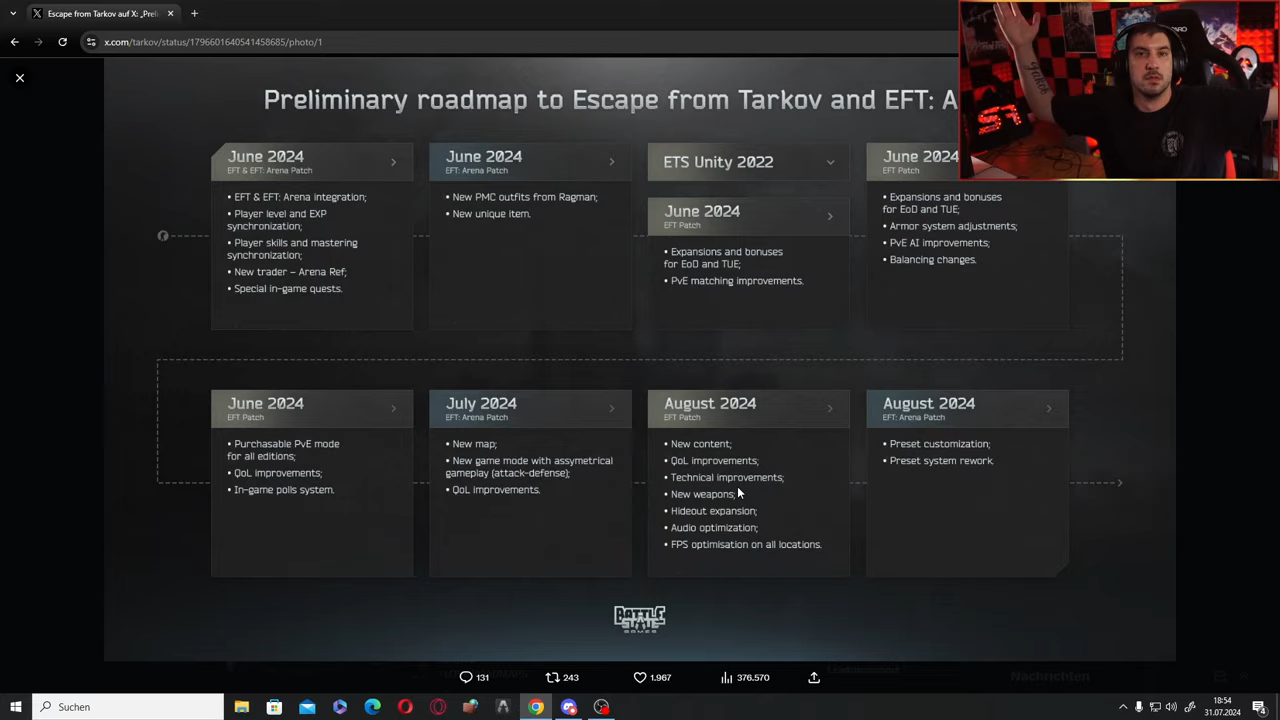 Escape from Tarkov auf X: „Preli
x.com/tarkov/status/1796601640541458685/photo/1
Preliminary roadmap to Escape from Tarkov and EFT: A
June 2024
EFT & EFT: Arena Patch
• EFT & EFT: Arena integration;
• Player level and EXP
synchronization;
• Player skills and mastering
synchronization;
• New trader – Arena Ref;
• Special in-game quests.
June 2024
EFT & EFT: Arena Patch
• New PMC outfits from Ragman;
• New unique item.
ETS Unity 2022
June 2024
EFT Patch
• Expansions and bonuses
for EoD and TUE;
• PvE matching improvements.
June 2024
EFT Patch
• Expansions and bonuses
for EoD and TUE;
• Armor system adjustments;
• PvE AI improvements;
• Balancing changes.
June 2024
EFT Patch
• Purchasable PvE mode
for all editions;
• QoL improvements;
• In-game polls system.
July 2024
EFT: Arena Patch
• New map;
• New game mode with assymetrical
gameplay (attack-defense);
• QoL improvements.
August 2024
EFT Patch
• New content;
• QoL improvements;
• Technical improvements;
• New weapons;
• Hideout expansion;
• Audio optimization;
• FPS optimisation on all locations.
August 2024
EFT: Arena Patch
• Preset customization;
• Preset system rework.
BATTLE
STATE
GAMES
131
243
1.967
376.570
Nachrichten
Suchen
18:54
31.07.2024
4